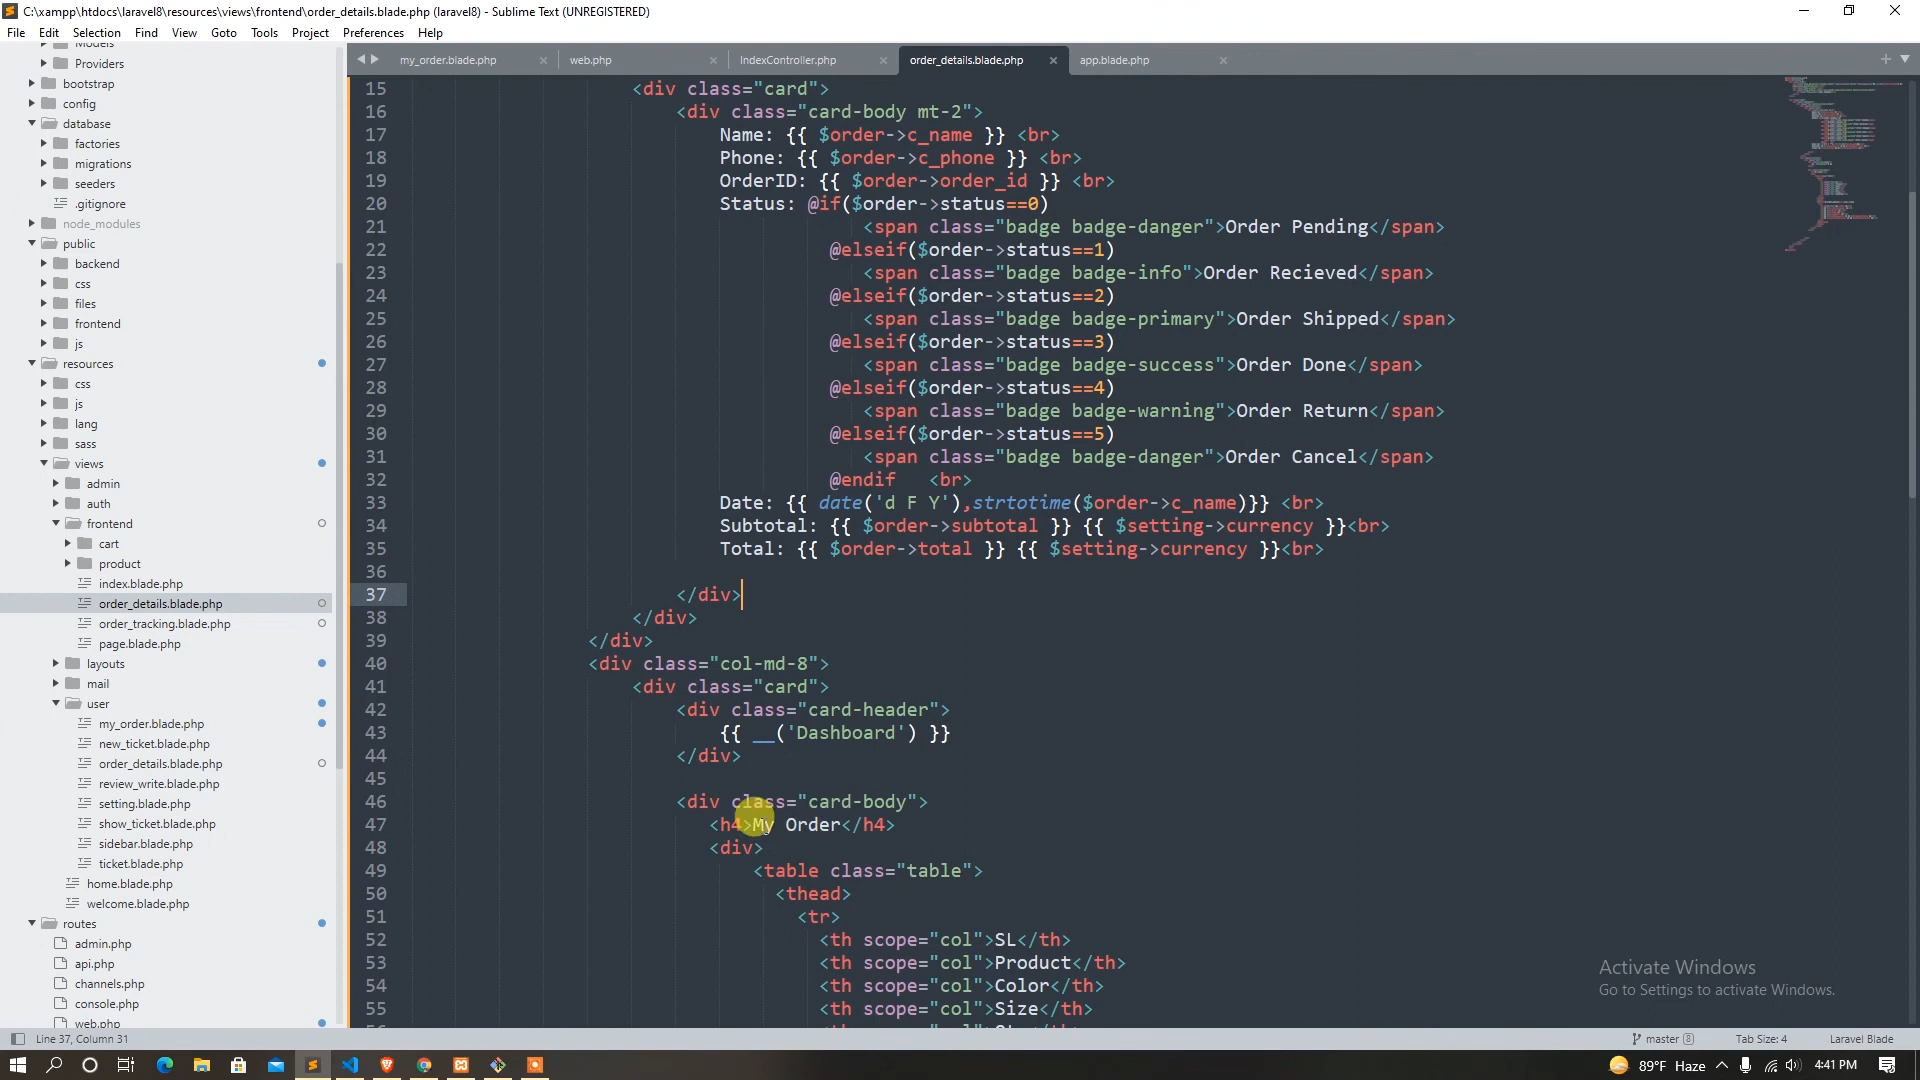 C:\xampp\htdocs\laravel8\resources\views\frontend\order_details.blade.php (laravel8) - Sublime Text (UNREGISTERED)
File Edit Selection Find View Goto Tools Project Preferences Help
my_order.blade.php web.php IndexController.php order_details.blade.php app.blade.php
Models
Providers
bootstrap
config
database
factories
migrations
seeders
.gitignore
node_modules
public
backend
css
files
frontend
js
resources
css
js
lang
sass
views
admin
auth
frontend
cart
product
index.blade.php
order_details.blade.php
order_tracking.blade.php
page.blade.php
layouts
mail
user
my_order.blade.php
new_ticket.blade.php
order_details.blade.php
review_write.blade.php
setting.blade.php
show_ticket.blade.php
sidebar.blade.php
ticket.blade.php
home.blade.php
welcome.blade.php
routes
admin.php
api.php
channels.php
console.php
web.php
15 <div class="card">
16 <div class="card-body mt-2">
17 Name: {{ $order->c_name }} <br>
18 Phone: {{ $order->c_phone }} <br>
19 OrderID: {{ $order->order_id }} <br>
20 Status: @if($order->status==0)
21 <span class="badge badge-danger">Order Pending</span>
22 @elseif($order->status==1)
23 <span class="badge badge-info">Order Recieved</span>
24 @elseif($order->status==2)
25 <span class="badge badge-primary">Order Shipped</span>
26 @elseif($order->status==3)
27 <span class="badge badge-success">Order Done</span>
28 @elseif($order->status==4)
29 <span class="badge badge-warning">Order Return</span>
30 @elseif($order->status==5)
31 <span class="badge badge-danger">Order Cancel</span>
32 @endif <br>
33 Date: {{ date('d F Y'),strtotime($order->c_name)}} <br>
34 Subtotal: {{ $order->subtotal }} {{ $setting->currency }}<br>
35 Total: {{ $order->total }} {{ $setting->currency }}<br>
36
37 </div>
38 </div>
39 </div>
40 <div class="col-md-8">
41 <div class="card">
42 <div class="card-header">
43 {{ __('Dashboard') }}
44 </div>
45
46 <div class="card-body">
47 <h4>My Order</h4>
48 <div>
49 <table class="table">
50 <thead>
51 <tr>
52 <th scope="col">SL</th>
53 <th scope="col">Product</th>
54 <th scope="col">Color</th>
55 <th scope="col">Size</th>
Activate Windows
Go to Settings to activate Windows.
Line 37, Column 31 master 8 Tab Size: 4 Laravel Blade
89°F Haze 4:41 PM